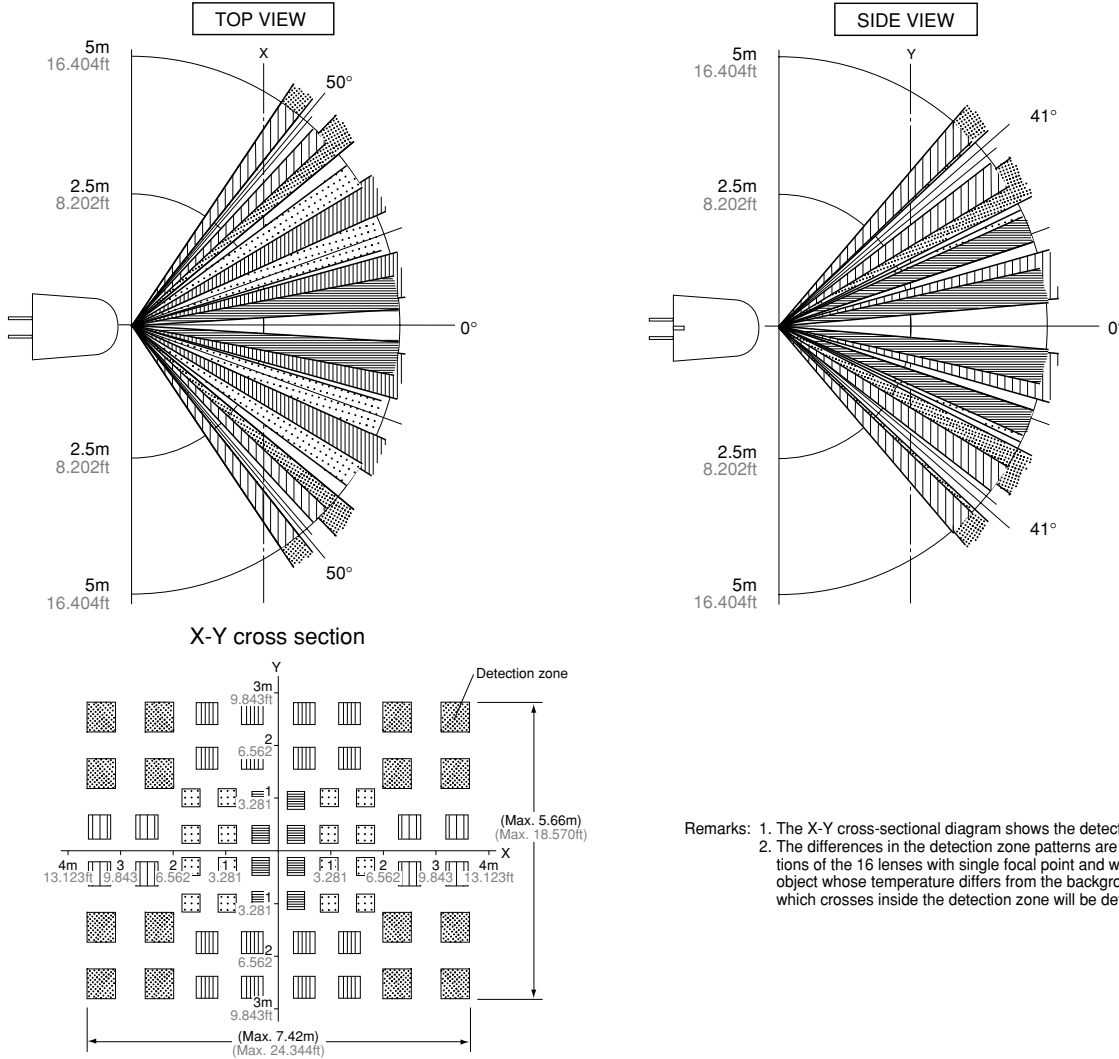 TOP VIEW
5m
16.404ft
X
50°
2.5m
8.202ft
0°
2.5m
8.202ft
50°
5m
16.404ft
SIDE VIEW
5m
16.404ft
Y
41°
2.5m
8.202ft
0°
2.5m
8.202ft
41°
5m
16.404ft
X-Y cross section
Y
Detection zone
3m
9.843ft
2
6.562
1
3.281
(Max. 5.66m)
(Max. 18.570ft)
X
4m 3 2 1 1 2 3 4m
13.123ft 9.843 6.562 3.281 3.281 6.562 9.843 13.123ft
1
3.281
2
6.562
3m
9.843ft
(Max. 7.42m)
(Max. 24.344ft)
Remarks: 1. The X-Y cross-sectional diagram shows the
2. The differences in the detection zone patterns are
tions of the 16 lenses with single focal point and
object whose temperature differs from the
which crosses inside the detection zone will be